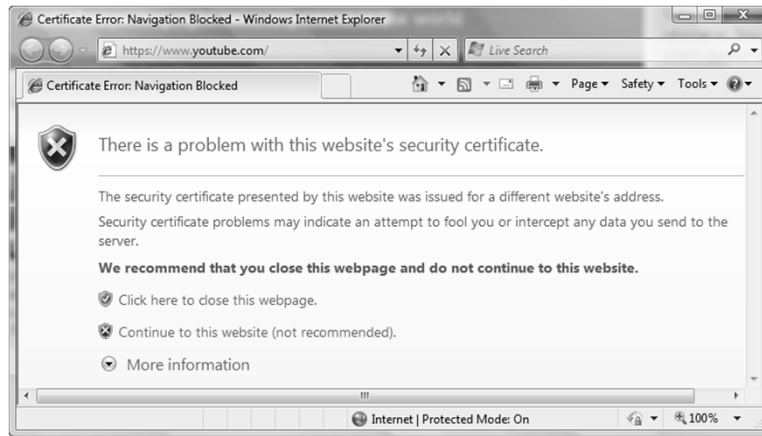 Certificate Error: Navigation Blocked - Windows Internet Explorer
https://www.youtube.com/
Live Search
Certificate Error: Navigation Blocked
Page Safety Tools
There is a problem with this website's security certificate.
The security certificate presented by this website was issued for a different website's address.
Security certificate problems may indicate an attempt to fool you or intercept any data you send to the
server.
We recommend that you close this webpage and do not continue to this website.
Click here to close this webpage.
Continue to this website (not recommended).
More information
Internet | Protected Mode: On
100%